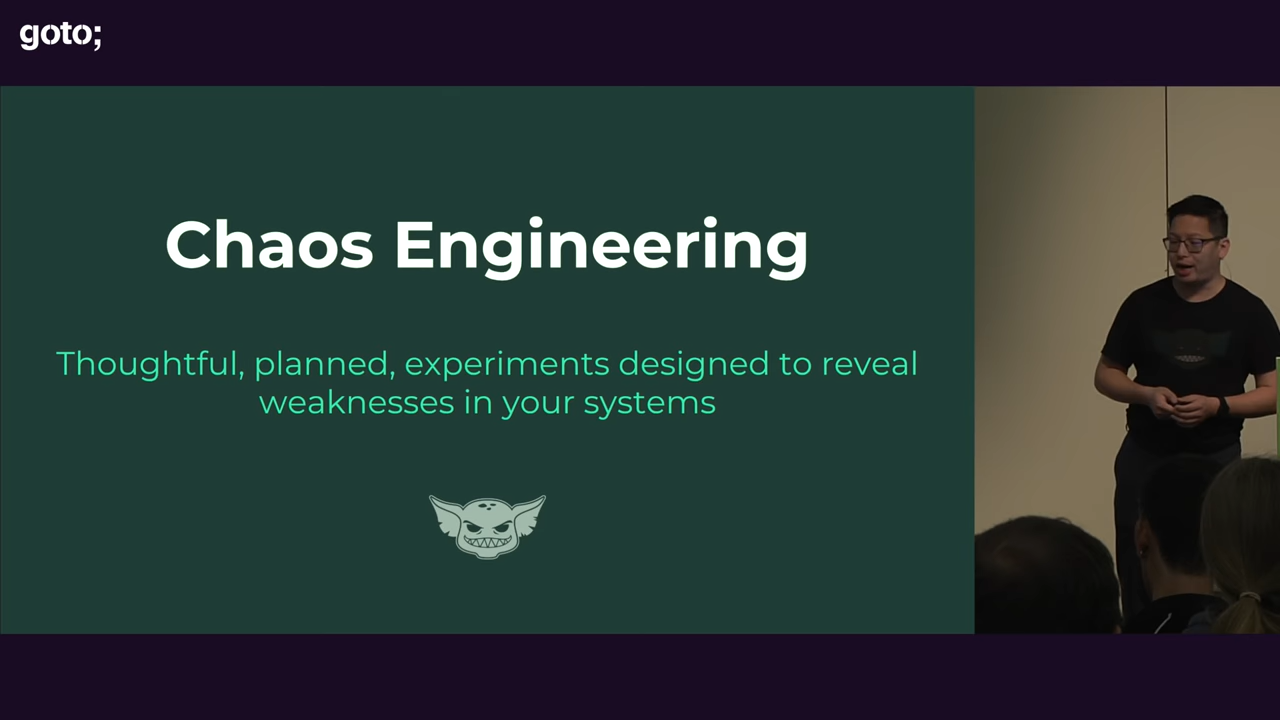 goto;
Chaos Engineering
Thoughtful, planned, experiments designed to reveal
weaknesses in your systems